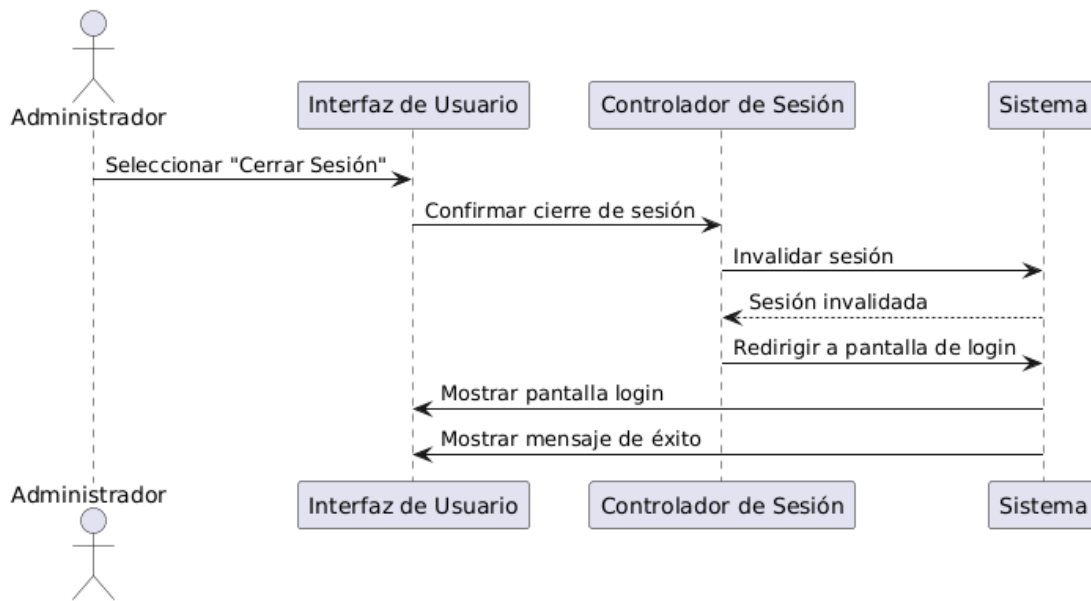 Administrador
Interfaz de Usuario
Controlador de Sesión
Sistema
Seleccionar "Cerrar Sesión"
Confirmar cierre de sesión
Invalidar sesión
Sesión invalidada
Redirigir a pantalla de login
Mostrar pantalla login
Mostrar mensaje de éxito
Administrador
Interfaz de Usuario
Controlador de Sesión
Sistema